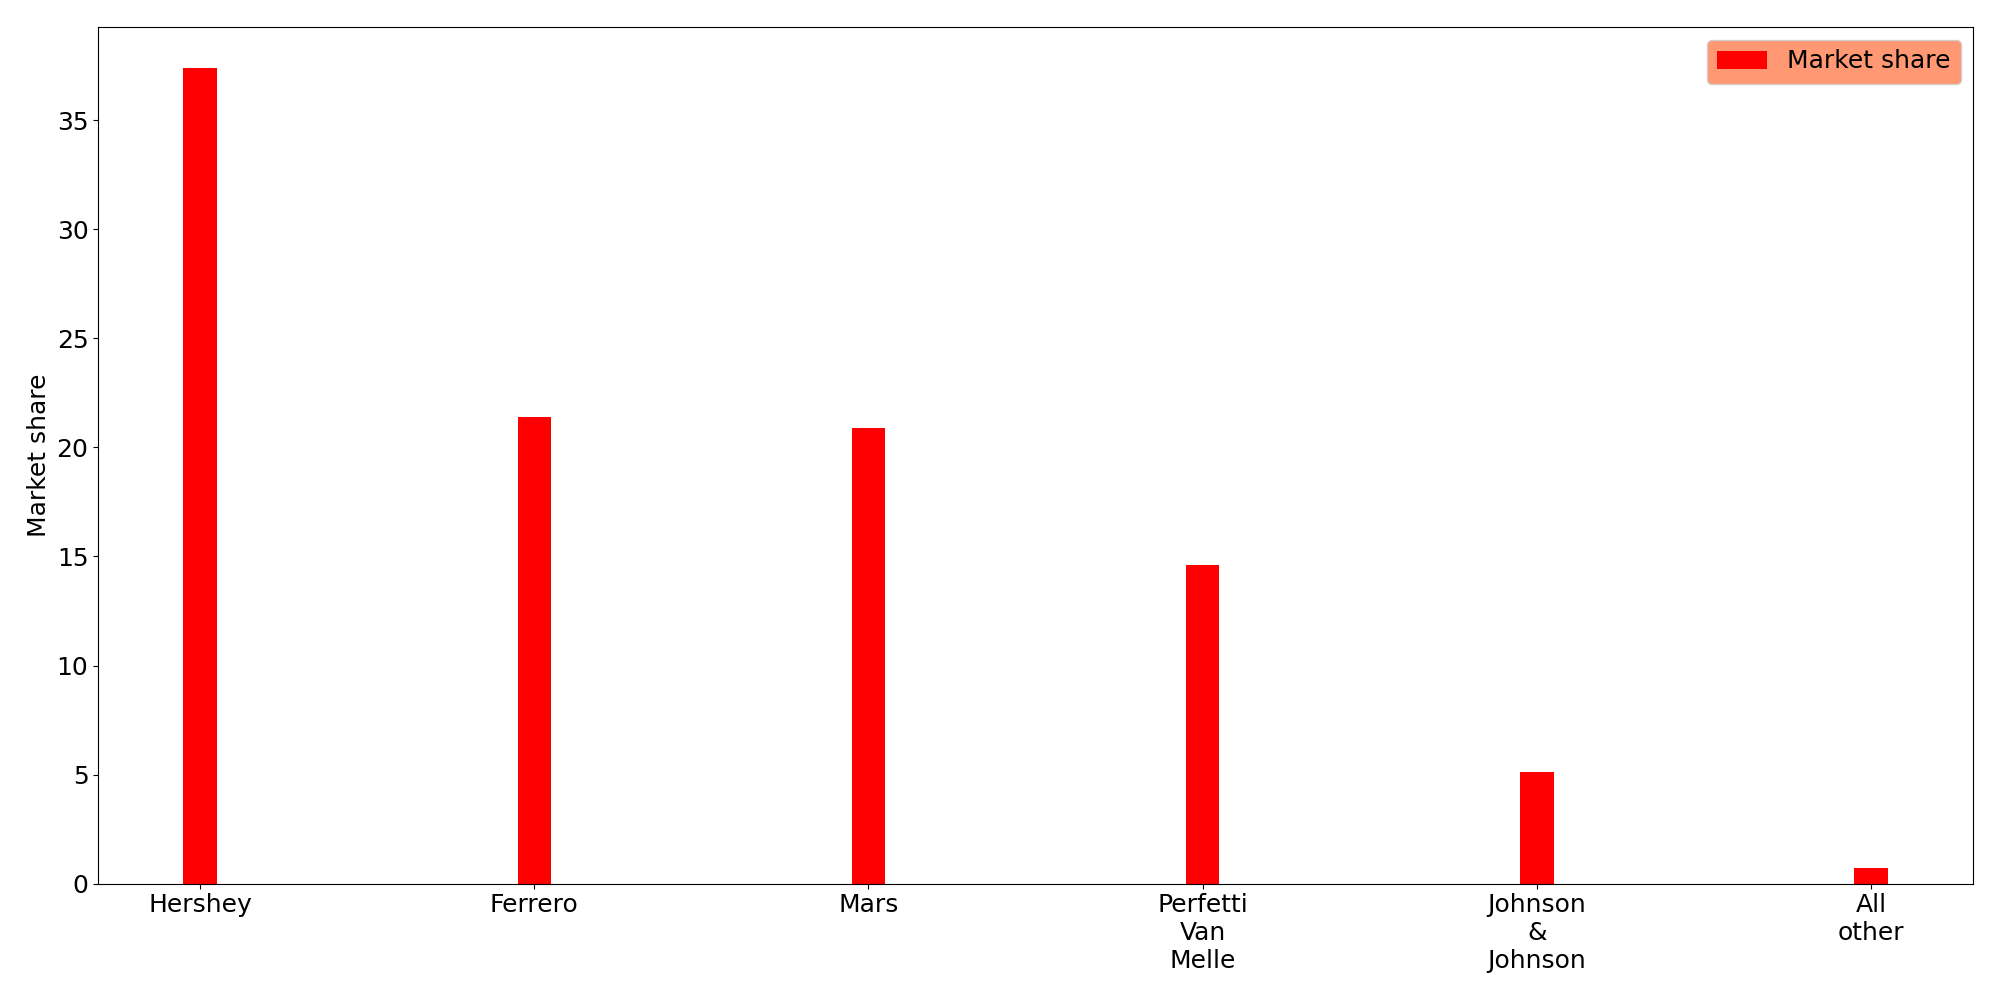 Market share
35
30
25
20
15
10
5
0
Market share
Hershey
Ferrero
Mars
Perfetti
Van
Melle
Johnson
&
Johnson
All
other